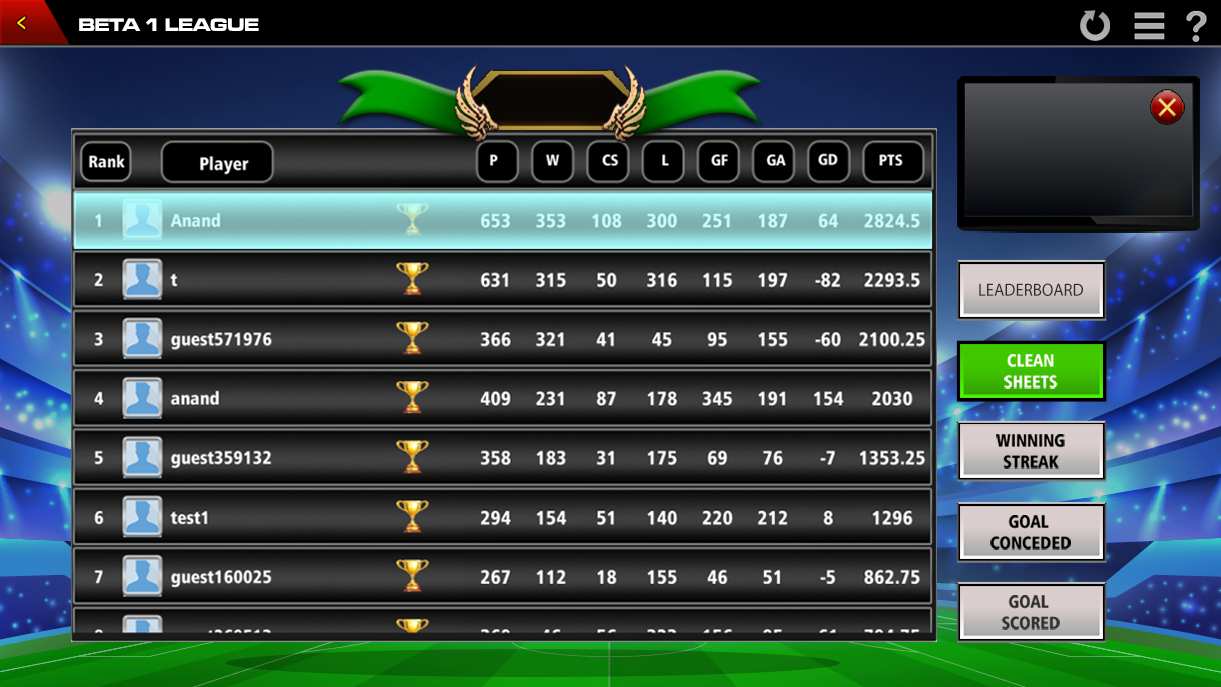 < BETA 1 LEAGUE ?
Rank Player P W CS L GF GA GD PTS
1 Anand 653 353 108 300 251 187 64 2824.5
2 t 631 315 50 316 115 197 -82 2293.5
3 guest571976 366 321 41 45 95 155 -60 2100.25
4 anand 409 231 87 178 345 191 154 2030
5 guest359132 358 183 31 175 69 76 -7 1353.25
6 test1 294 154 51 140 220 212 8 1296
7 guest160025 267 112 18 155 46 51 -5 862.75
LEADERBOARD
CLEAN
SHEETS
WINNING
STREAK
GOAL
CONCEDED
GOAL
SCORED